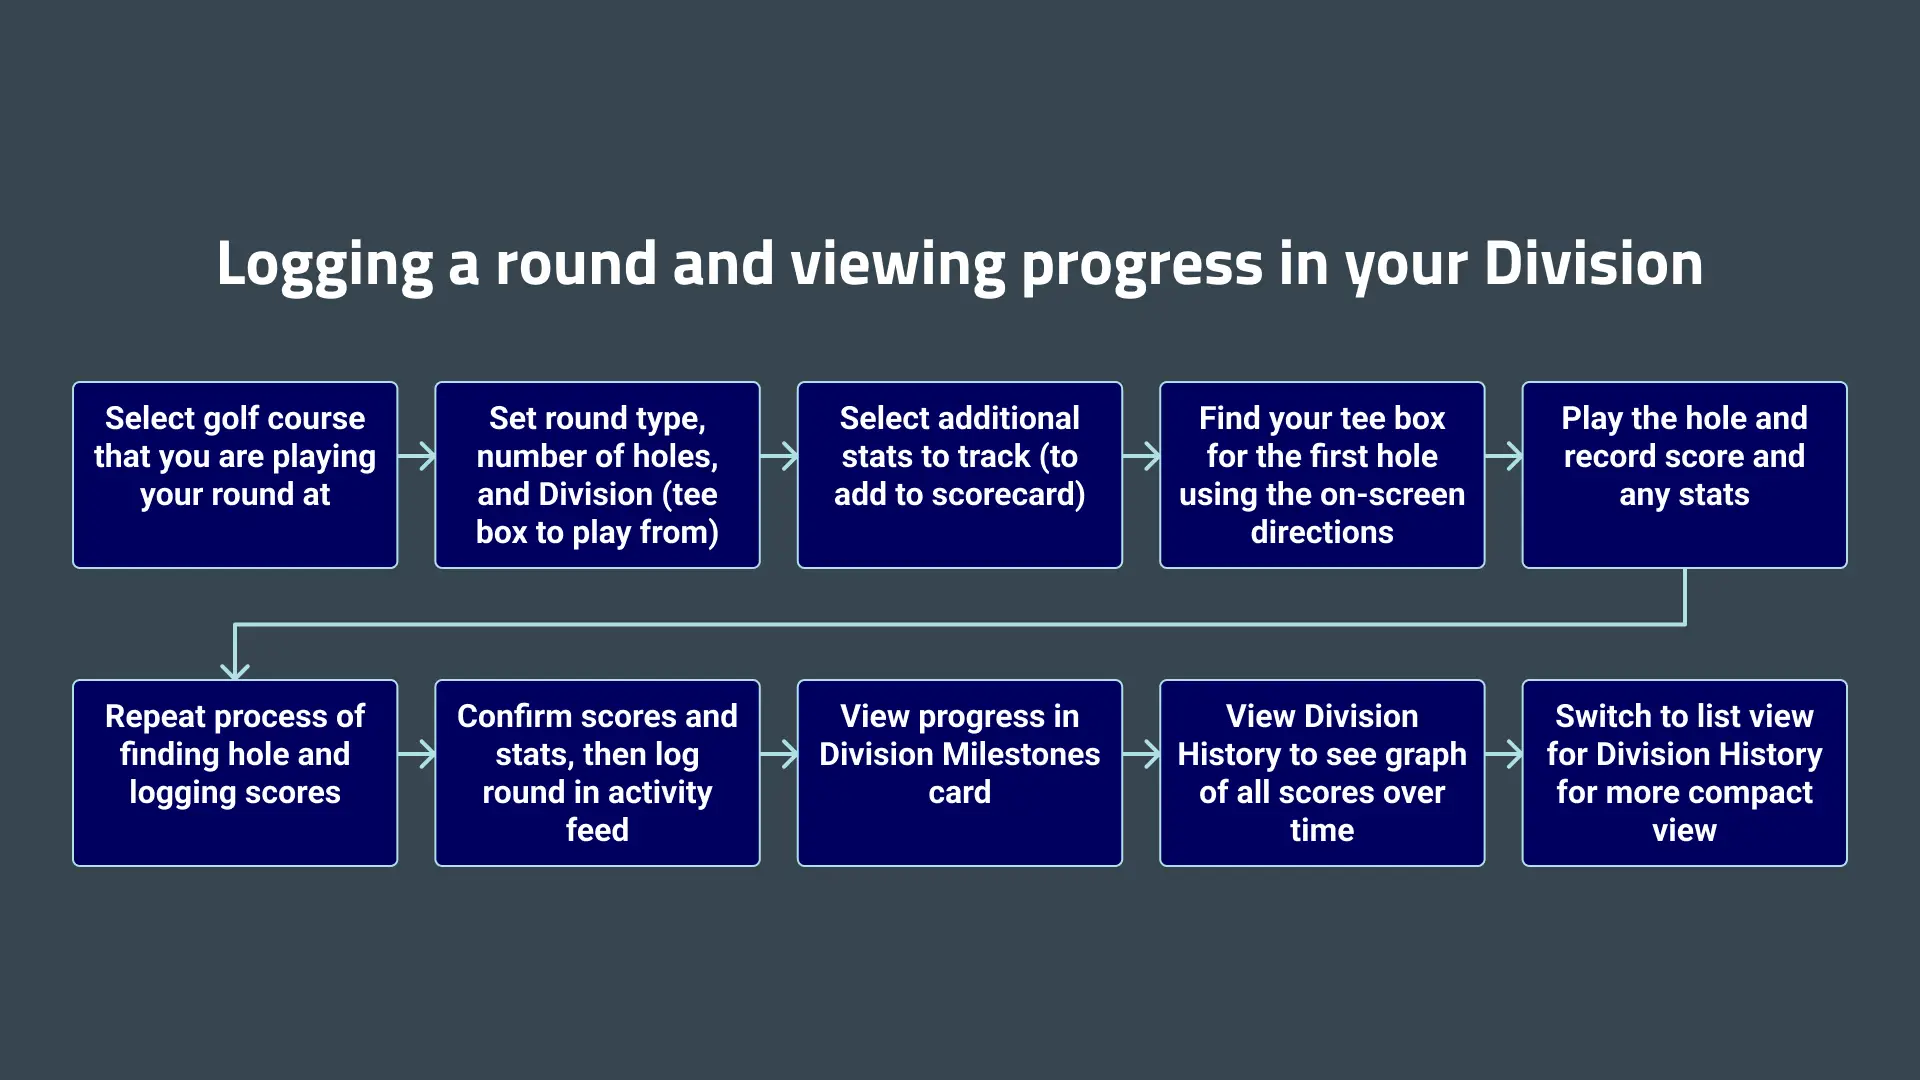 Logging a round and viewing progress in your Division
Select golf course
that you are playing
your round at
Set round type,
number of holes,
and Division (tee
box to play from)
Select additional
stats to track (to
add to scorecard)
Find your tee box
for the first hole
using the on-screen
directions
Play the hole and
record score and
any stats
Repeat process of
finding hole and
logging scores
Confirm scores and
stats, then log
round in activity
feed
View progress in
Division Milestones
card
View Division
History to see graph
of all scores over
time
Switch to list view
for Division History
for more compact
view